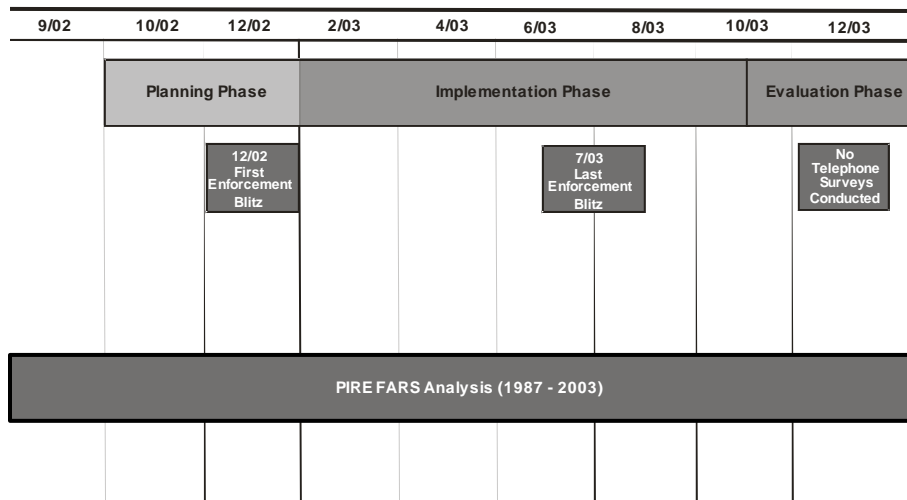 9/02 10/02 12/02 2/03 4/03 6/03 8/03 10/03 12/03
Planning Phase Implementation Phase Evaluation Phase
12/02
First
Enforcement
Blitz
7/03
Last
Enforcement
Blitz
No
Telephone
Surveys
Conducted
PIRE FARS Analysis (1987 - 2003)